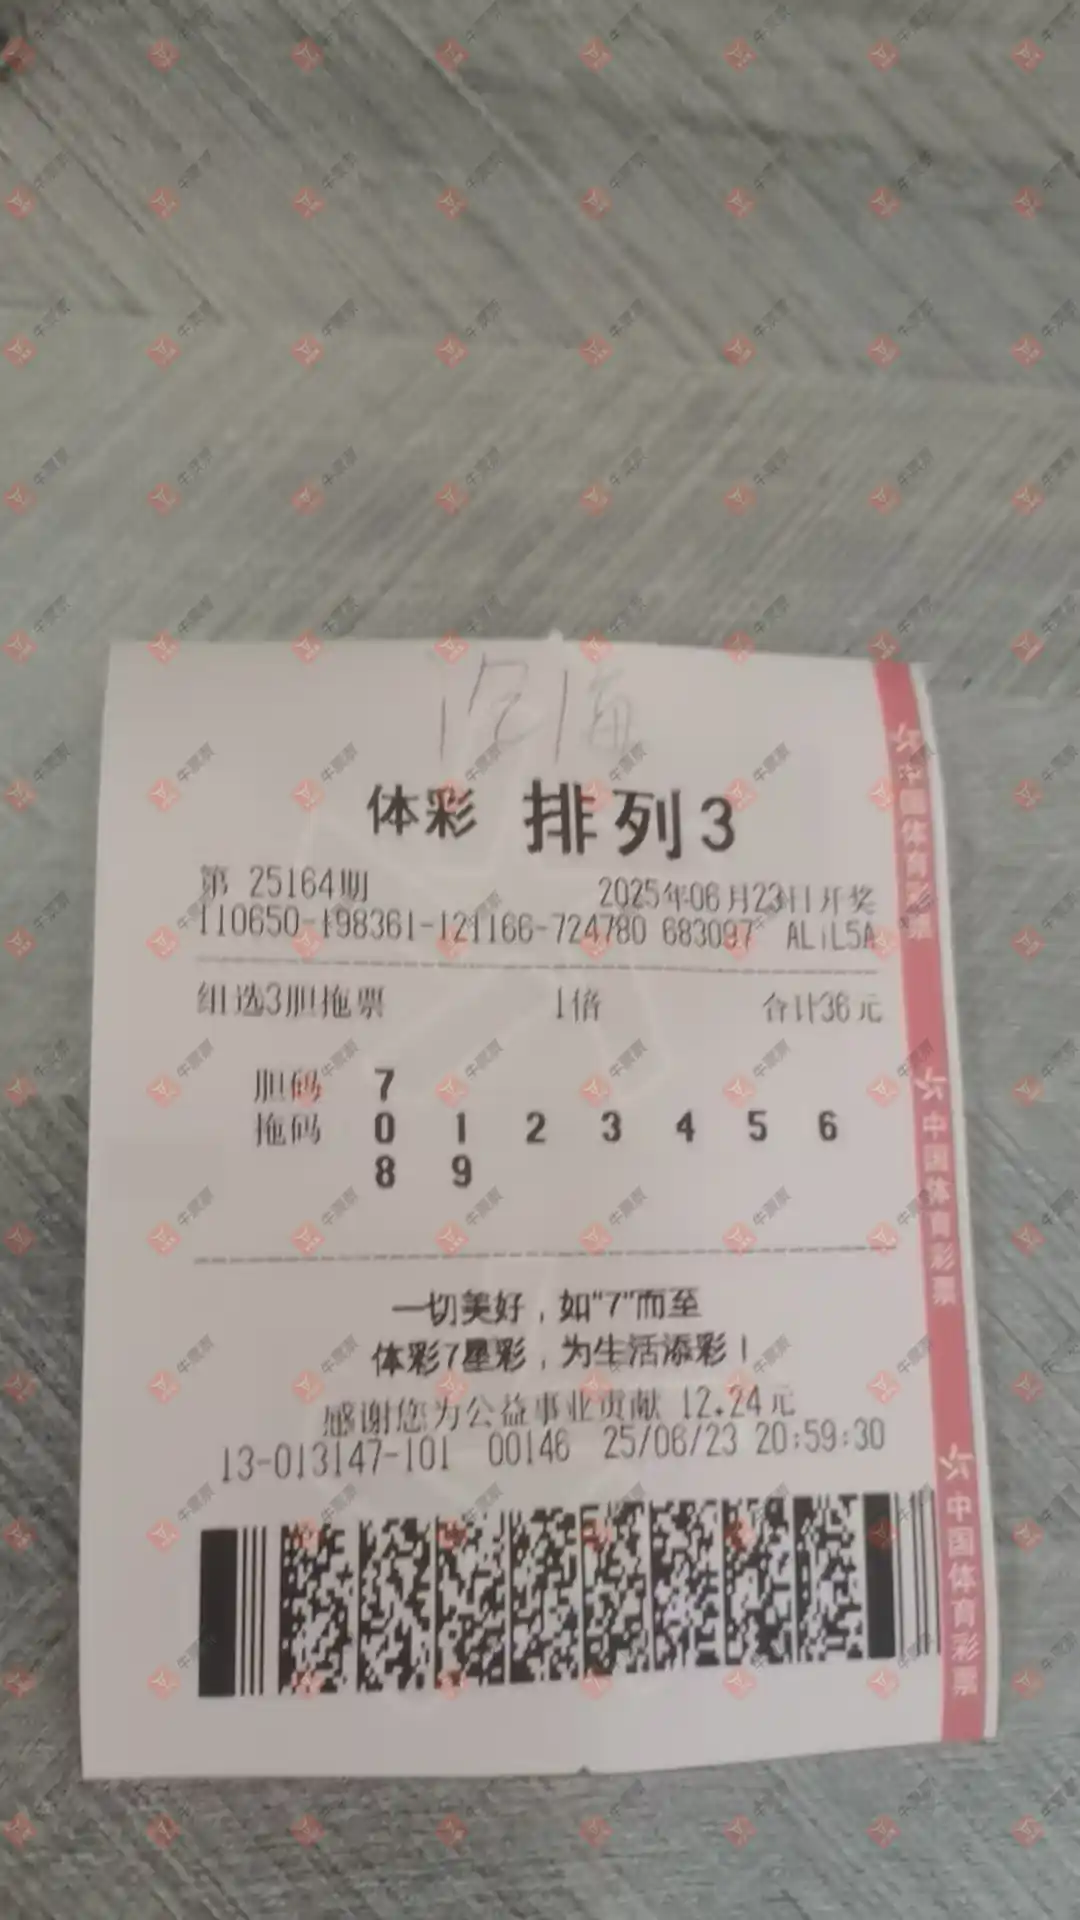 体彩 排列3
第 25164期 2025年06月23日开奖
110650-498361-121166-724780 683097 ALiL5A
组选3胆拖票 1倍 合计36元
胆码 7
拖码 0 1 2 3 4 5 6
8 9
一切美好，如“7”而至
体彩7星彩，为生活添彩！
感谢您为公益事业贡献 12.24元
13-013147-101 00146 25/06/23 20:59:30
中国体育彩票
中国体育彩票
中国体育彩票
牛票票